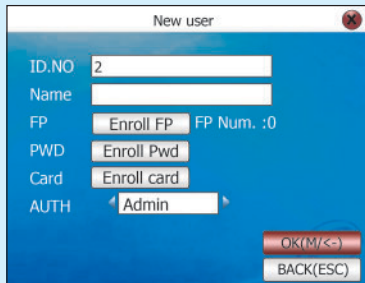 New user
ID.NO 2
Name
FP Enroll FP FP Num. :0
PWD Enroll Pwd
Card Enroll card
AUTH Admin
OK(M/<-)
BACK(ESC)